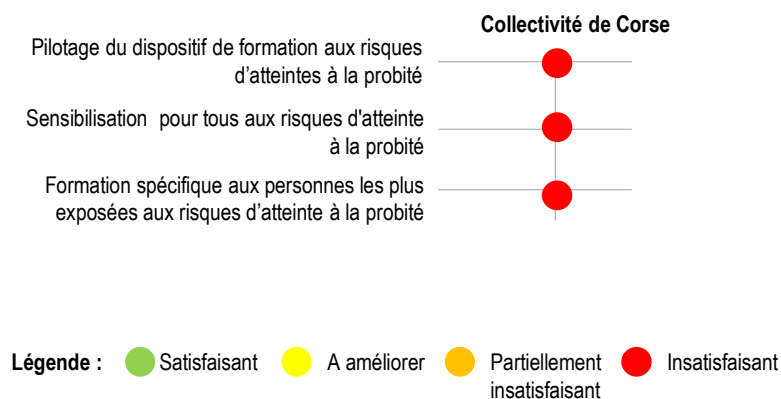 Collectivité de Corse
Pilotage du dispositif de formation aux risques
d’atteintes à la probité
Sensibilisation pour tous aux risques d'atteinte
à la probité
Formation spécifique aux personnes les plus
exposées aux risques d’atteinte à la probité
Légende : Satisfaisant A améliorer Partiellement Insatisfaisant
insatisfaisant